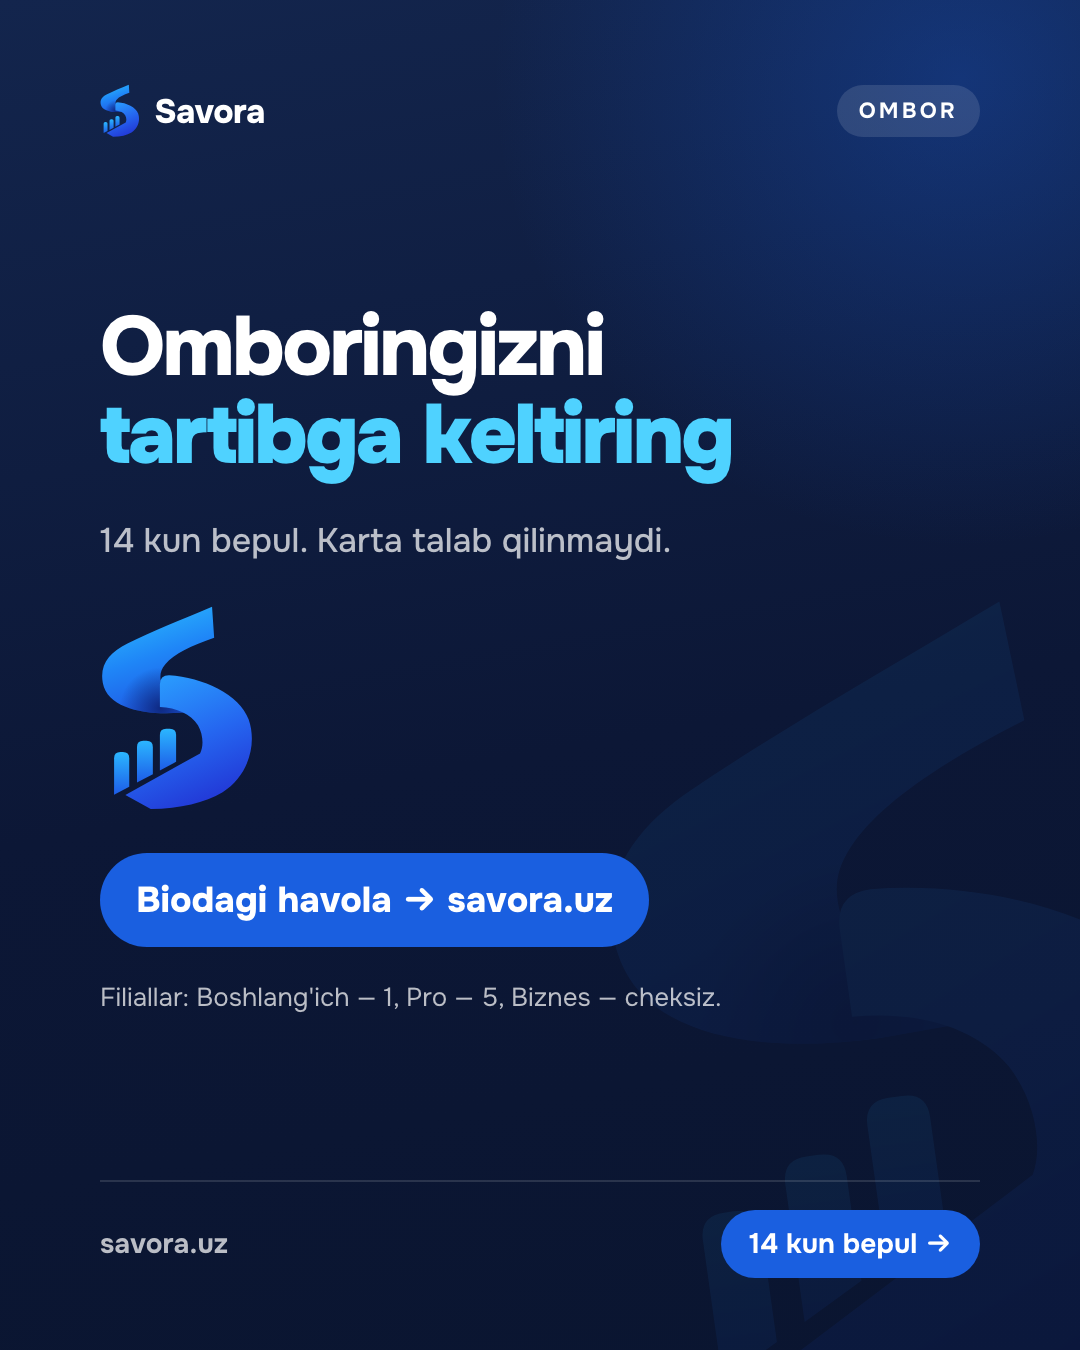 Savora
OMBOR
Omboringizni
tartibga keltiring
14 kun bepul. Karta talab qilinmaydi.
Biodagi havola → savora.uz
Filiallar: Boshlang'ich — 1, Pro — 5, Biznes — cheksiz.
savora.uz
14 kun bepul →